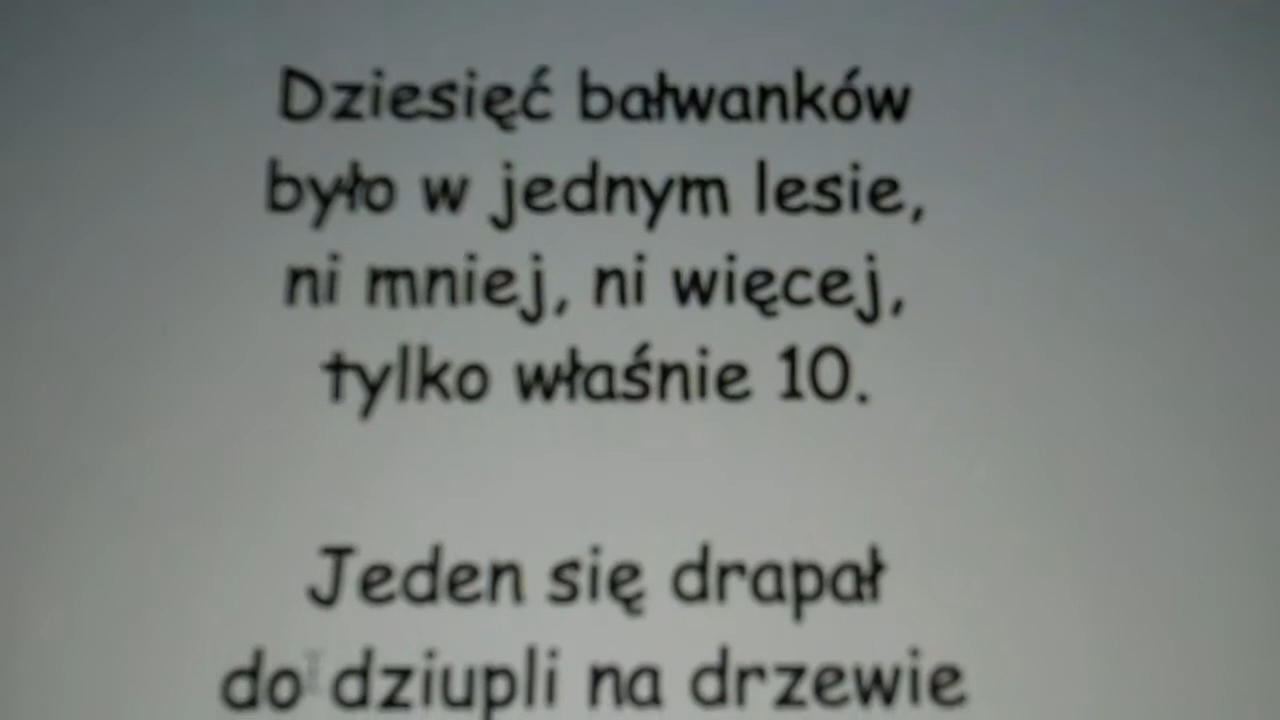 Dziesięć bałwanków
było w jednym lesie,
ni mniej, ni więcej,
tylko właśnie 10.
Jeden się drapał
do dziupli na drzewie